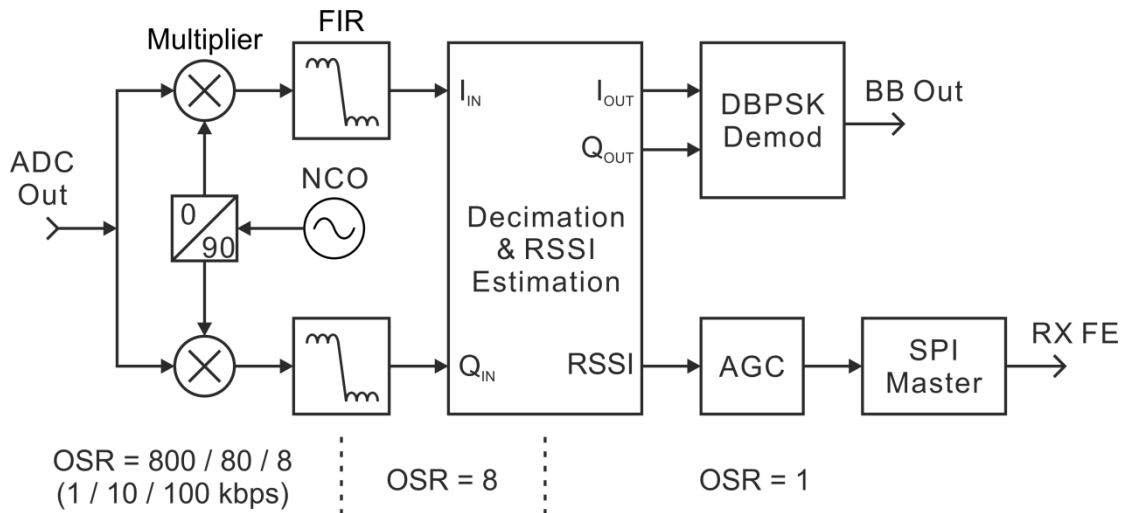 FIR
Multiplier
ADC
Out
0
90
NCO
I_IN
Q_IN
Decimation
& RSSI
Estimation
I_OUT
Q_OUT
RSSI
DBPSK
Demod
BB Out
AGC
SPI
Master
RX FE
OSR = 800 / 80 / 8
(1 / 10 / 100 kbps)
OSR = 8
OSR = 1